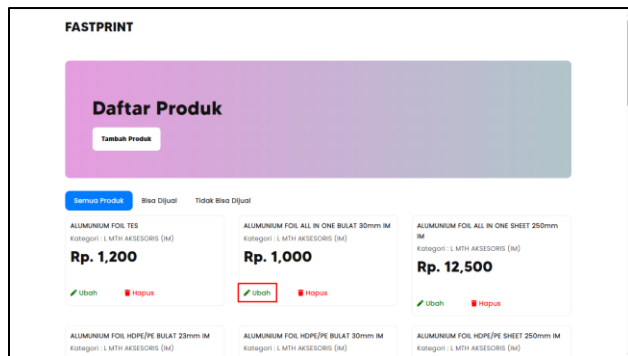 FASTPRINT
Daftar Produk
Tambah Produk
Semua Produk Bisa Dijual Tidak Bisa Dijual
ALUMUNIUM FOIL TES
Kategori : L MTH AKSESORIS (IM)
Rp. 1,200
Ubah Hapus
ALUMUNIUM FOIL ALL IN ONE BULAT 30mm IM
Kategori : L MTH AKSESORIS (IM)
Rp. 1,000
Ubah Hapus
ALUMUNIUM FOIL ALL IN ONE SHEET 250mm
IM
Kategori : L MTH AKSESORIS (IM)
Rp. 12,500
Ubah Hapus
ALUMUNIUM FOIL HDPE/PE BULAT 23mm IM
Kategori : L MTH AKSESORIS (IM)
ALUMUNIUM FOIL HDPE/PE BULAT 30mm IM
Kategori : L MTH AKSESORIS (IM)
ALUMUNIUM FOIL HDPE/PE SHEET 250mm IM
Kategori : L MTH AKSESORIS (IM)